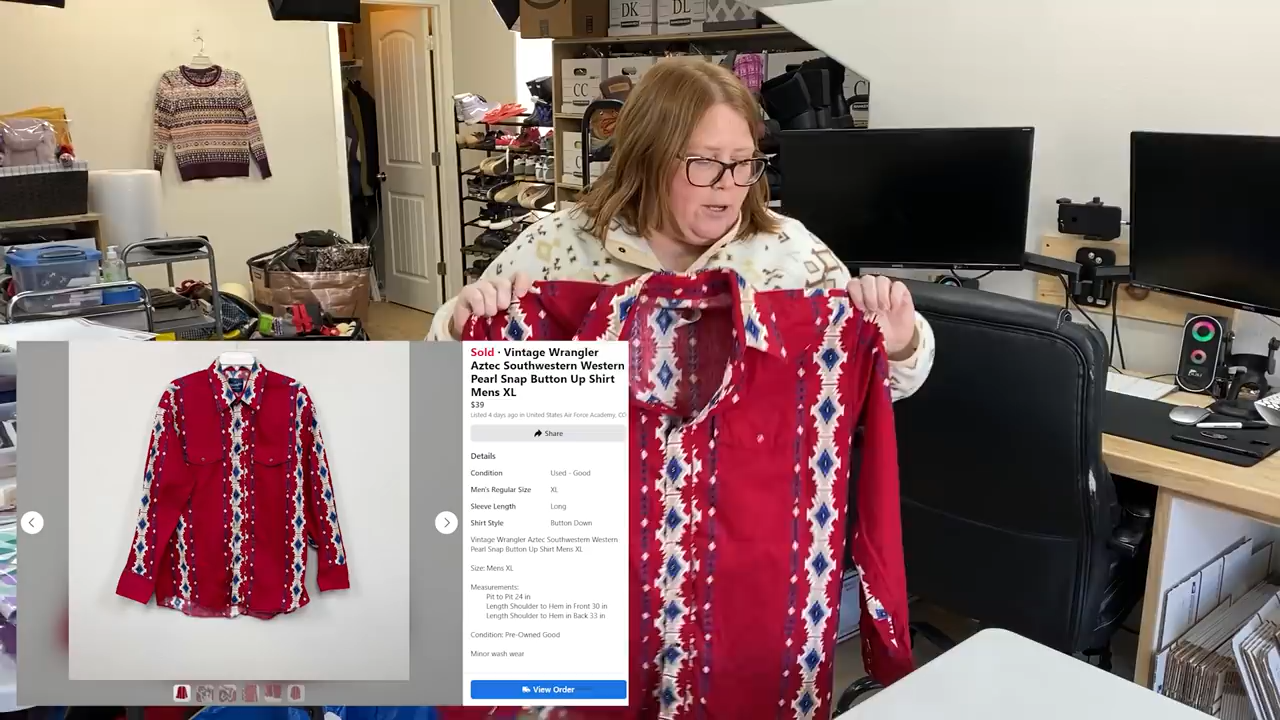 DK
DL
CC
C
Sold · Vintage Wrangler
Aztec Southwestern Western
Pearl Snap Button Up Shirt
Mens XL
$39
Listed 4 days ago in United States Air Force Academy, CO
Share
Details
Condition Used - Good
Men's Regular Size XL
Sleeve Length Long
Shirt Style Button Down
Vintage Wrangler Aztec Southwestern Western
Pearl Snap Button Up Shirt Mens XL
Size: Mens XL
Measurements:
Pit to Pit 24 in
Length Shoulder to Hem in Front 30 in
Length Shoulder to Hem in Back 33 in
Condition: Pre-Owned Good
Minor wash wear
View Order